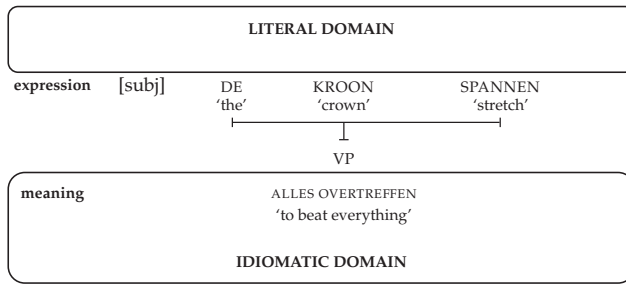 LITERAL DOMAIN
expression [subj] DE KROON SPANNEN
‘the’ ‘crown’ ‘stretch’
VP
meaning ALLES OVERTREFFEN
‘to beat everything’
IDIOMATIC DOMAIN